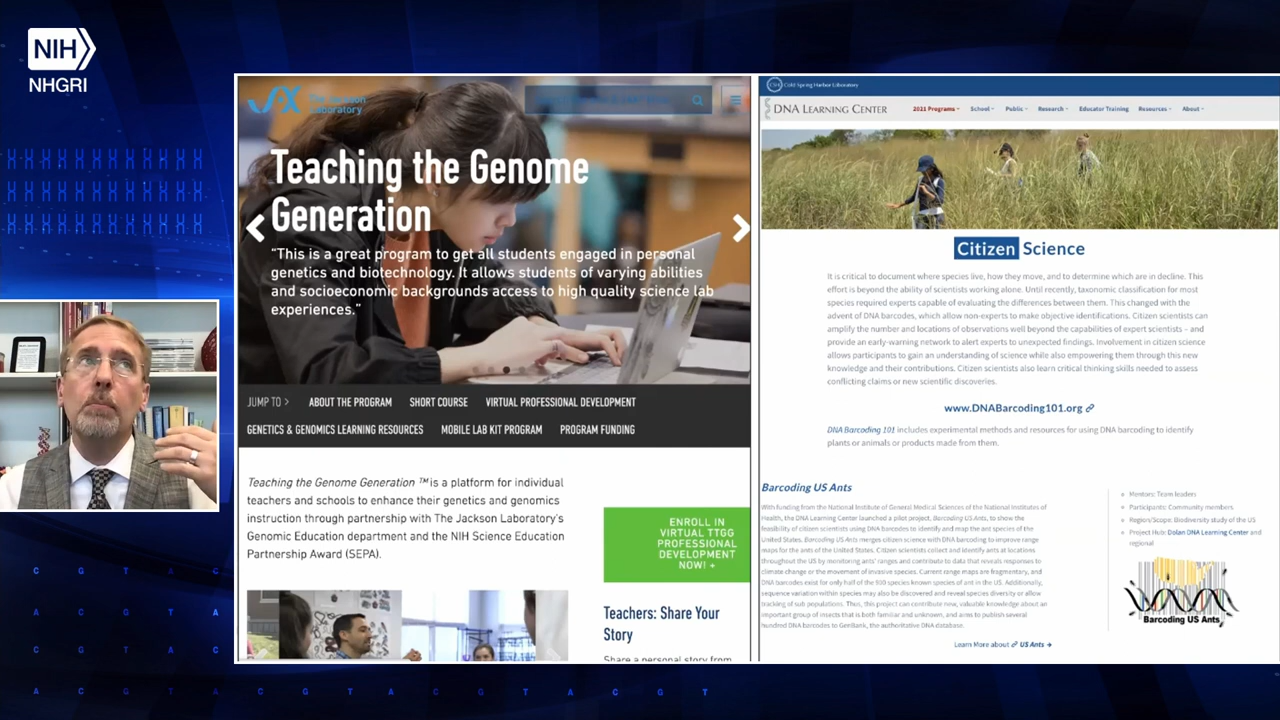 NIH
NHGRI
JAX The Jackson
Laboratory
Teaching the Genome
Generation
“This is a great program to get all students engaged in personal
genetics and biotechnology. It allows students of varying abilities
and socioeconomic backgrounds access to high quality science lab
experiences.”
JUMP TO >
ABOUT THE PROGRAM
SHORT COURSE
VIRTUAL PROFESSIONAL DEVELOPMENT
GENETICS & GENOMICS LEARNING RESOURCES
MOBILE LAB KIT PROGRAM
PROGRAM FUNDING
Teaching the Genome Generation ™ is a platform for individual
teachers and schools to enhance their genetics and genomics
instruction through partnership with The Jackson Laboratory's
Genomic Education department and the NIH Science Education
Partnership Award (SEPA).
ENROLL IN
VIRTUAL TTGG
PROFESSIONAL
DEVELOPMENT
NOW! +
Teachers: Share Your
Story
Share a personal story from
CSH Cold Spring Harbor Laboratory
DNA LEARNING CENTER
2021 Programs
School
Public
Research
Educator Training
Resources
About
Citizen Science
It is critical to document where species live, how they move, and to determine which are in decline. This
effort is beyond the ability of scientists working alone. Until recently, taxonomic classification for most
species required experts capable of evaluating the differences between them. This changed with the
advent of DNA barcodes, which allow non-experts to make objective identifications. Citizen scientists can
amplify the number and locations of observations well beyond the capabilities of expert scientists – and
provide an early-warning network to alert experts to unexpected findings. Involvement in citizen science
allows participants to gain an understanding of science while also empowering them through this new
knowledge and their contributions. Citizen scientists also learn critical thinking skills needed to assess
conflicting claims or new scientific discoveries.
www.DNABarcoding101.org
DNA Barcoding 101 includes experimental methods and resources for using DNA barcoding to identify
plants or animals or products made from them.
Barcoding US Ants
With funding from the National Institute of General Medical Sciences of the National Institutes of
Health, the DNA Learning Center launched a pilot project, Barcoding US Ants, to show the
feasibility of citizen scientists using DNA barcodes to identify and map the ant species of the
United States. Barcoding US Ants merges citizen science with DNA barcoding to improve range
maps for the ants of the United States. Citizen scientists collect and identify ants at locations
throughout the US by monitoring ants' ranges and contribute to data that reveals responses to
climate change or the movement of invasive species. Current range maps are fragmentary, and
DNA barcodes exist for only half of the known species of ant in the US. Additionally,
sequence variation within species may also be discovered and reveal species diversity or allow
tracking of sub populations. Thus, this project can contribute new, valuable knowledge about an
important group of insects that is both familiar and unknown, and aims to publish several
hundred DNA barcodes to GenBank, the authoritative DNA database.
Mentors: Team leaders
Participants: Community members
Region/Scope: Biodiversity study of the US
Project Hub: Dolan DNA Learning Center and
regional
Barcoding US Ants
Learn More about US Ants →
C G T A C
A C G T A
C G T A C
A C G T A C G T A C G T A C G T